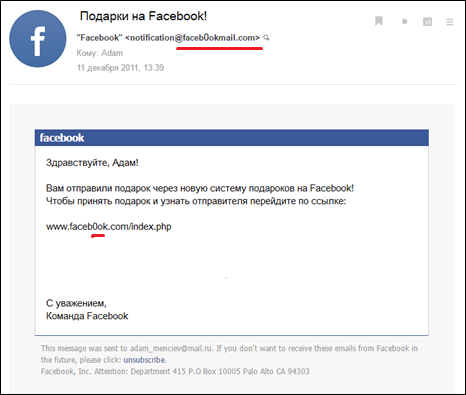 Подарки на Facebook!
"Facebook" <notification@faceb0okmail.com>
Кому: Adam
11 декабря 2011, 13:39
facebook
Здравствуйте, Адам!
Вам отправили подарок через новую систему подароков на Facebook!
Чтобы принять подарок и узнать отправителя перейдите по ссылке:
www.faceb0ok.com/index.php
С уважением,
Команда Facebook
This message was sent to adam_menciev@mail.ru. If you don't want to receive these emails from Facebook in
the future, please click: unsubscribe.
Facebook, Inc. Attention: Department 415 P.O Box 10005 Palo Alto CA 94303